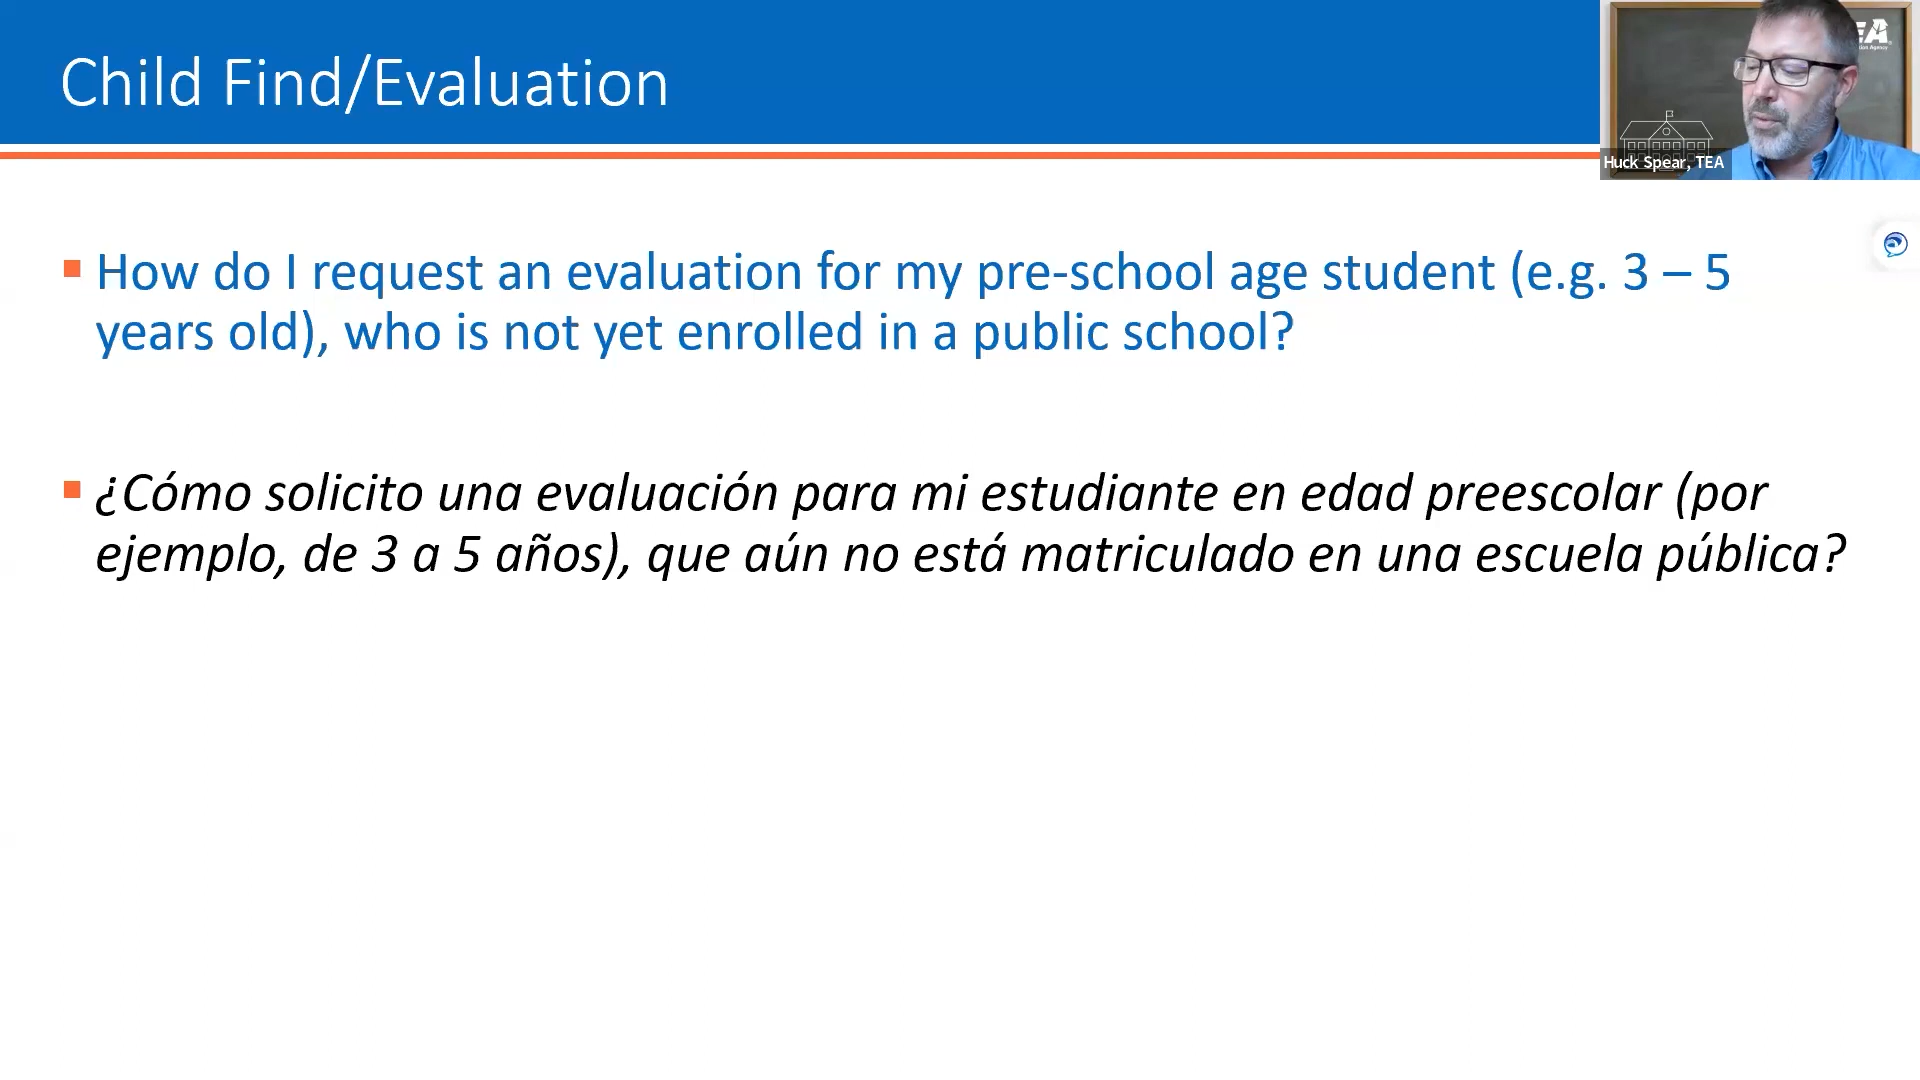 Child Find/Evaluation
Huck Spear, TEA
How do I request an evaluation for my pre-school age student (e.g. 3 – 5
years old), who is not yet enrolled in a public school?
¿Cómo solicito una evaluación para mi estudiante en edad preescolar (por
ejemplo, de 3 a 5 años), que aún no está matriculado en una escuela pública?